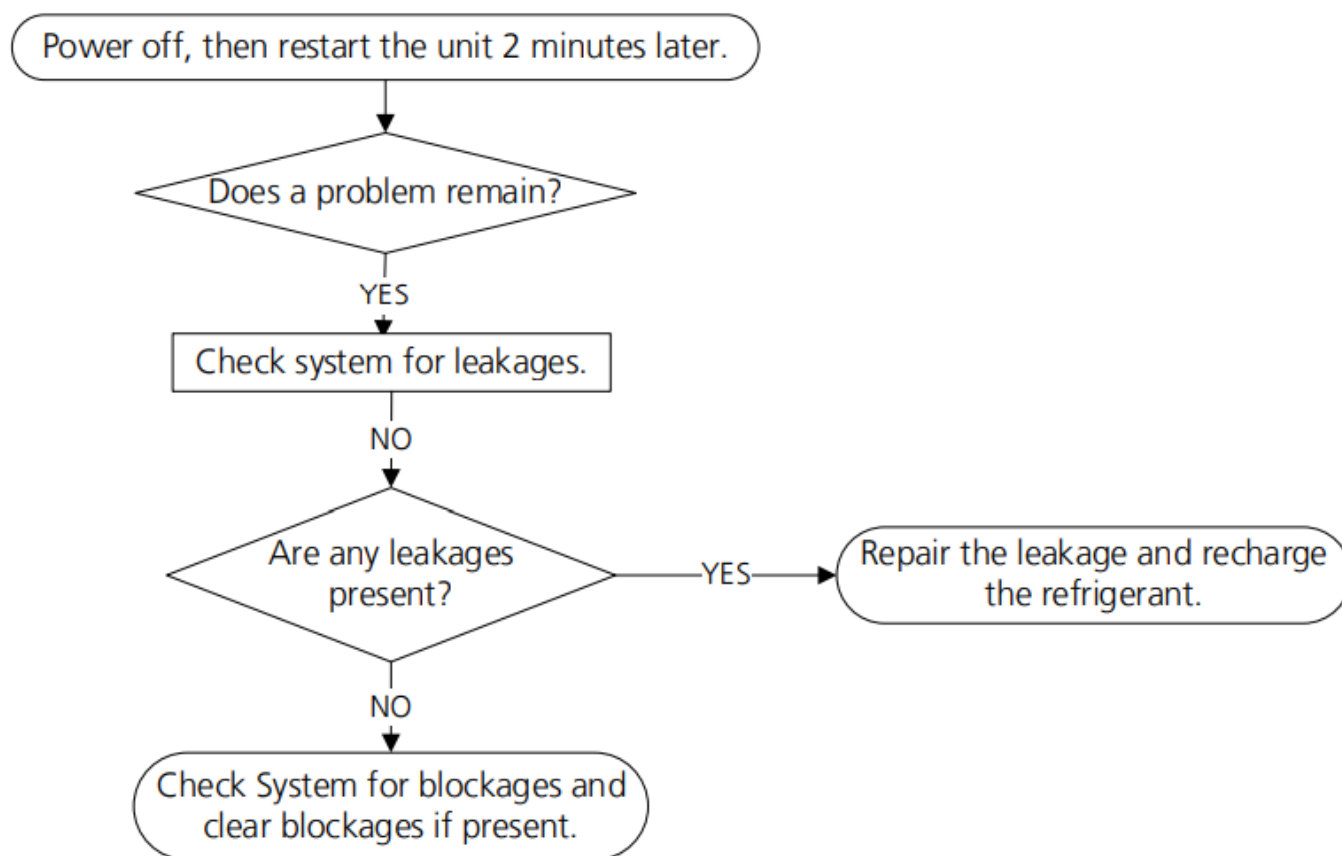 Power off, then restart the unit 2 minutes later.
Does a problem remain?
YES
Check system for leakages.
NO
Are any leakages
present?
YES
Repair the leakage and recharge
the refrigerant.
NO
Check System for blockages and
clear blockages if present.